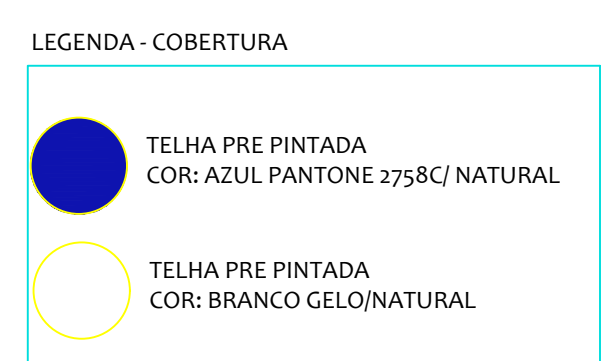 LEGENDA - COBERTURA
TELHA PRE PINTADA
COR: AZUL PANTONE 2758C/ NATURAL
TELHA PRE PINTADA
COR: BRANCO GELO/NATURAL